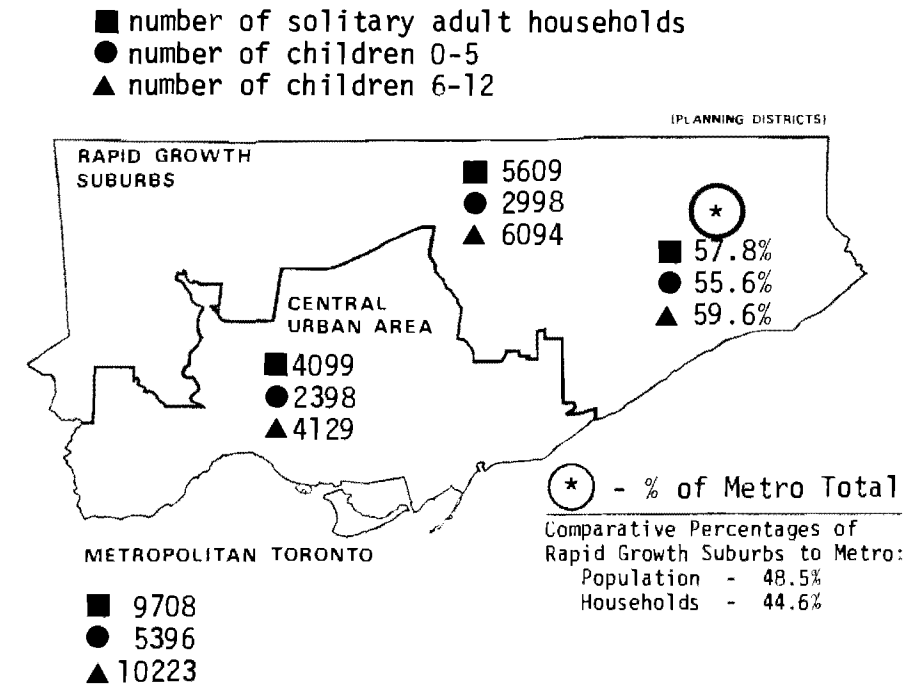 ■ number of solitary adult households
● number of children 0-5
▲ number of children 6-12
(PLANNING DISTRICTS)
RAPID GROWTH
SUBURBS
■ 5609
● 2998
▲ 6094
*
■ 57.8%
● 55.6%
▲ 59.6%
CENTRAL
URBAN AREA
■ 4099
● 2398
▲ 4129
* - % of Metro Total
Comparative Percentages of
Rapid Growth Suburbs to Metro:
Population - 48.5%
Households - 44.6%
METROPOLITAN TORONTO
■ 9708
● 5396
▲ 10223